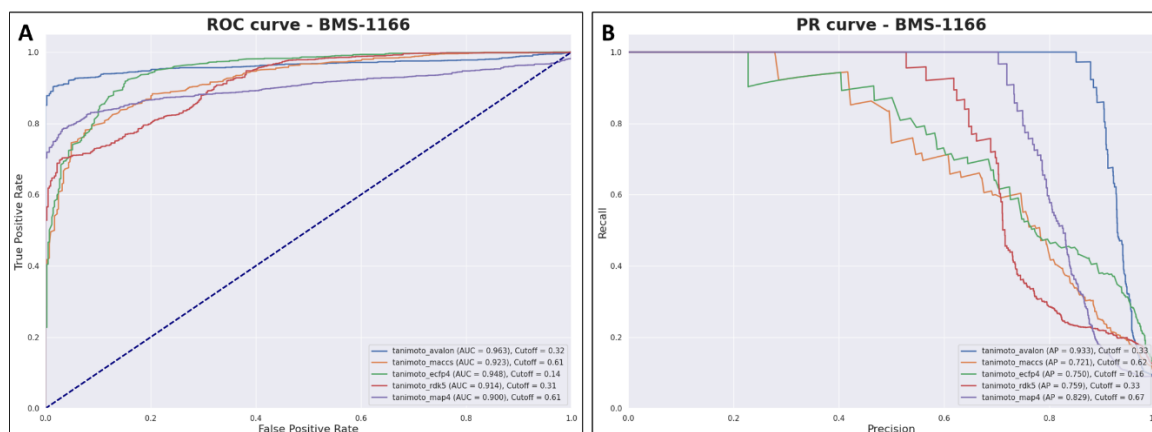 A
ROC curve - BMS-1166
True Positive Rate
1.0
0.8
0.6
0.4
0.2
0.0
tanimoto_avalon (AUC = 0.963), Cutoff = 0.32
tanimoto_maccs (AUC = 0.923), Cutoff = 0.61
tanimoto_ecfp4 (AUC = 0.948), Cutoff = 0.14
tanimoto_rdk5 (AUC = 0.914), Cutoff = 0.31
tanimoto_map4 (AUC = 0.900), Cutoff = 0.61
0.0
0.2
0.4
0.6
0.8
1.0
False Positive Rate
B
PR curve - BMS-1166
Recall
1.0
0.8
0.6
0.4
0.2
0.0
tanimoto_avalon (AP = 0.933), Cutoff = 0.33
tanimoto_maccs (AP = 0.721), Cutoff = 0.62
tanimoto_ecfp4 (AP = 0.750), Cutoff = 0.16
tanimoto_rdk5 (AP = 0.759), Cutoff = 0.33
tanimoto_map4 (AP = 0.829), Cutoff = 0.67
0.0
0.2
0.4
0.6
0.8
Precision